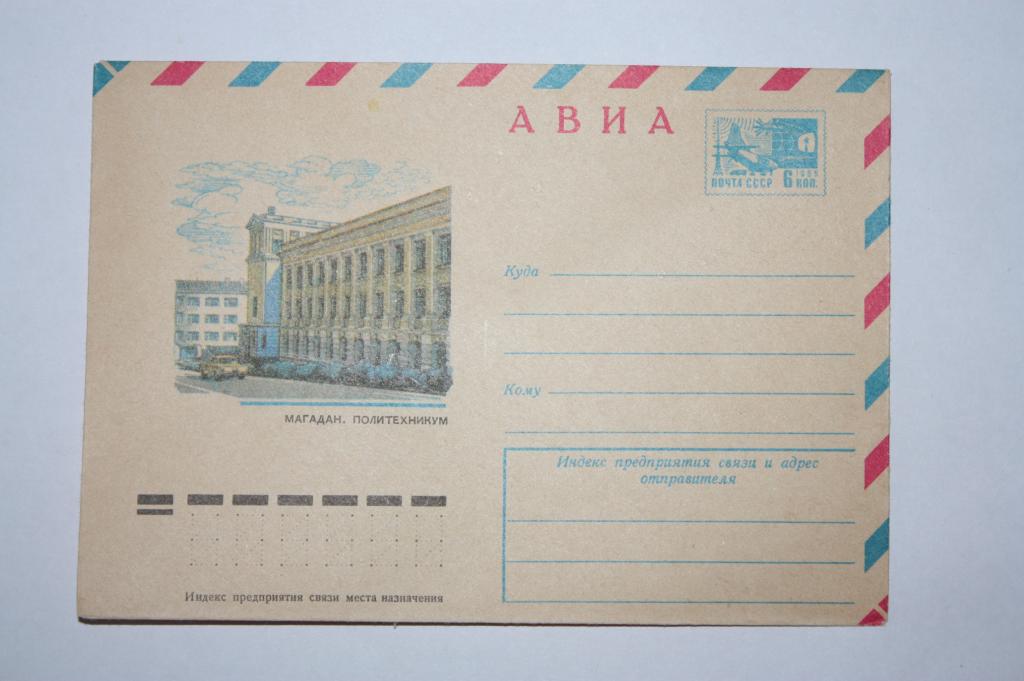 АВИА
ПОЧТА СССР 6 КОП.
1966
Куда
МАГАДАН. ПОЛИТЕХНИКУМ
Кому
Индекс предприятия связи и адрес
отправителя
Индекс предприятия связи места назначения